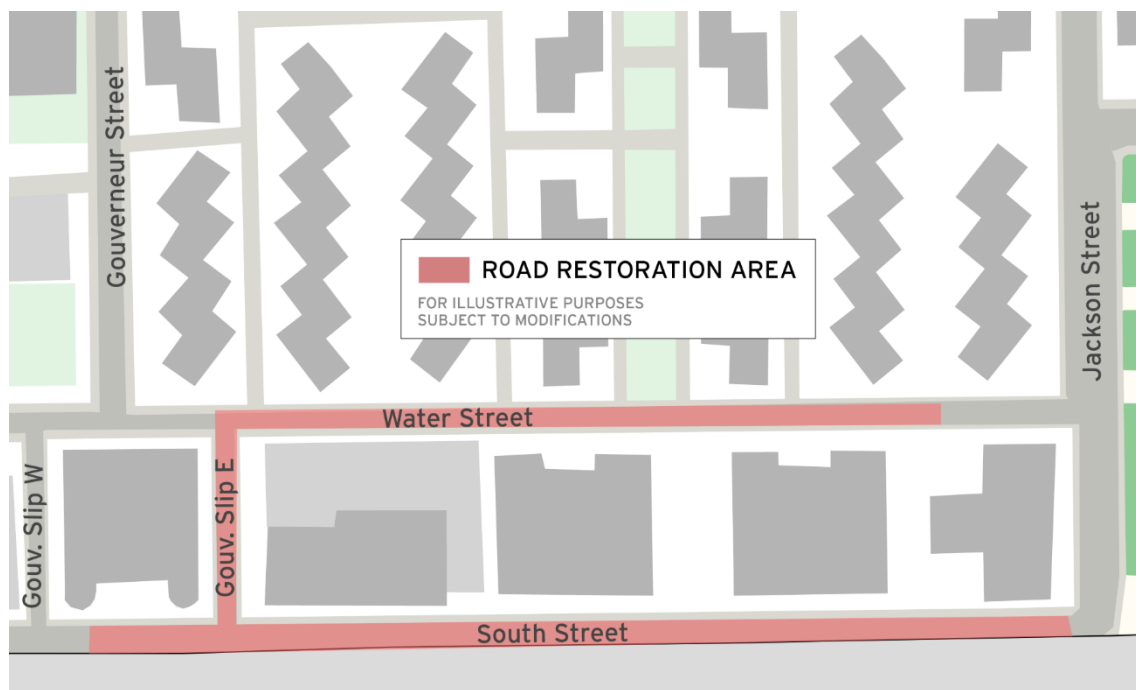 Gouverneur Street
ROAD RESTORATION AREA
FOR ILLUSTRATIVE PURPOSES
SUBJECT TO MODIFICATIONS
Jackson Street
Water Street
Gouv. Slip W
Gouv. Slip E
South Street